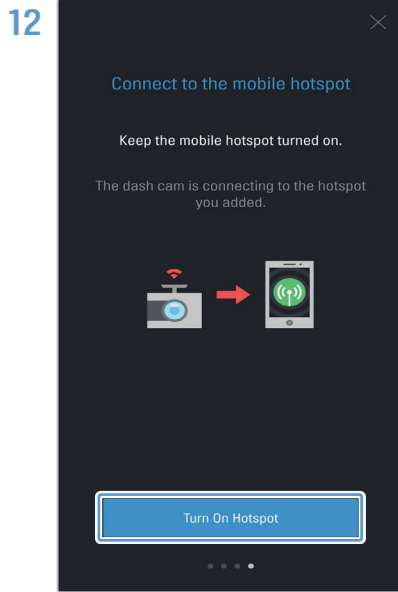 12
Connect to the mobile hotspot
Keep the mobile hotspot turned on.
The dash cam is connecting to the hotspot
you added.
Turn On Hotspot